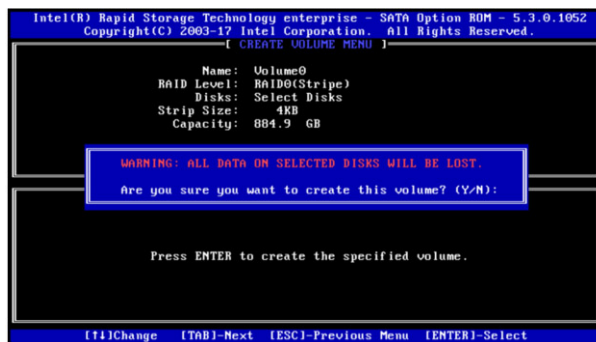 Intel(R) Rapid Storage Technology enterprise - SATA Option ROM - 5.3.0.1052
Copyright(C) 2003-17 Intel Corporation.  All Rights Reserved.
[ CREATE VOLUME MENU ]
Name: Volume0
RAID Level: RAID0(Stripe)
Disks: Select Disks
Strip Size: 4KB
Capacity: 884.9 GB
WARNING: ALL DATA ON SELECTED DISKS WILL BE LOST.
Are you sure you want to create this volume? (Y/N):
Press ENTER to create the specified volume.
[↑↓]Change [TAB]-Next [ESC]-Previous Menu [ENTER]-Select